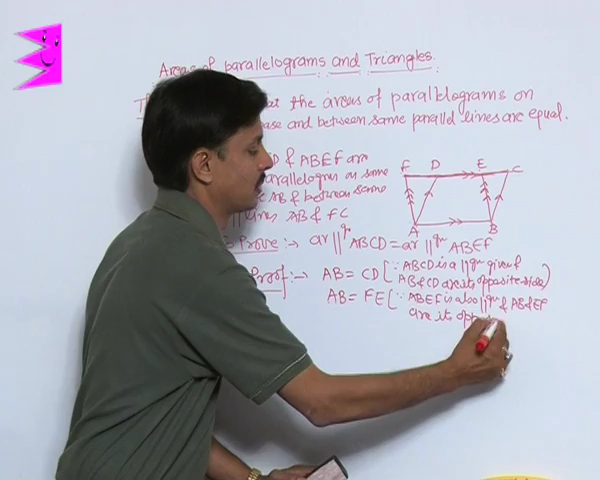 Areas of parallelograms and Triangles.
at the areas of parallelograms on
ase and between same parallel lines are equal.
CD & ABEF are
parallelogm on same
AB & between same
|| lines AB & FC
F D E C
A B
Prove :- ar ||gm ABCD = ar ||gm ABEF
Proof :- AB = CD [∵ ABCD is a ||gm given &
AB & CD are its opposite side]
AB = FE [∵ ABEF is also ||gm & AB & EF
are its opp